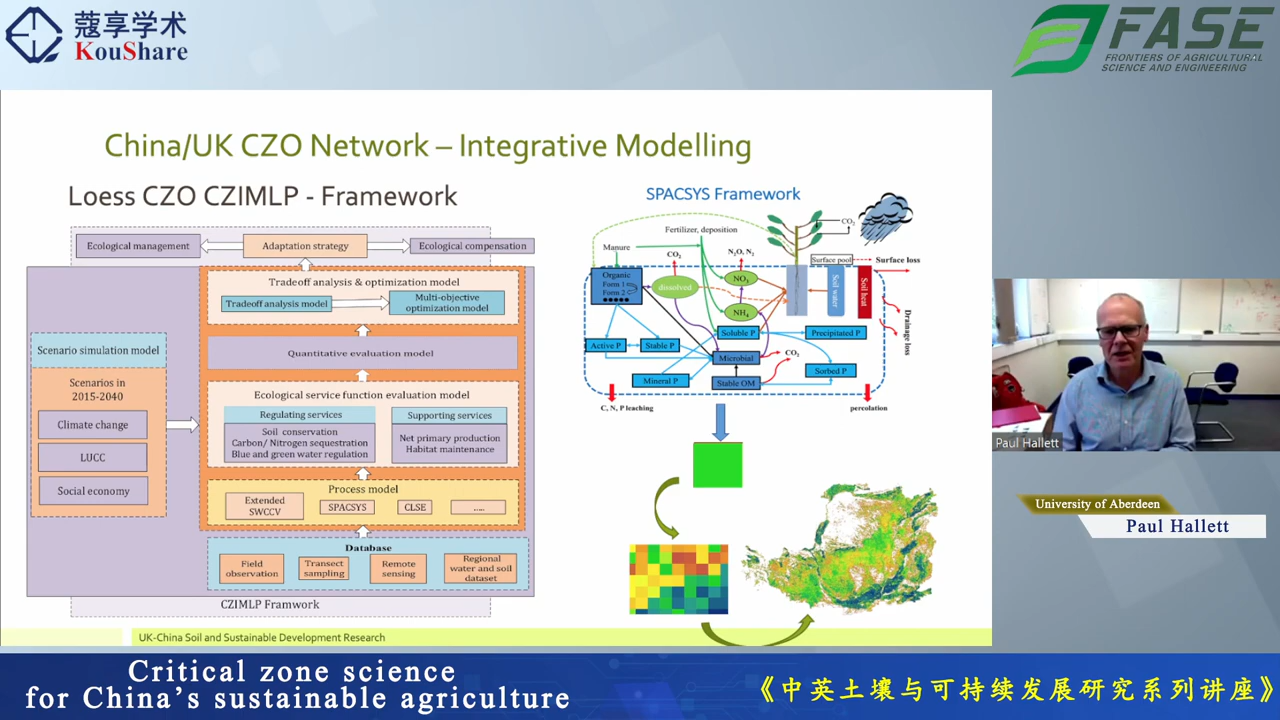 蔻享学术
KouShare
FASE
FRONTIERS OF AGRICULTURAL
SCIENCE AND ENGINEERING
China/UK CZO Network – Integrative Modelling
Loess CZO CZIMLP - Framework
Ecological management
Adaptation strategy
Ecological compensation
Tradeoff analysis & optimization model
Tradeoff analysis model
Multi-objective
optimization model
Quantitative evaluation model
Scenario simulation model
Scenarios in
2015-2040
Climate change
LUCC
Social economy
Ecological service function evaluation model
Regulating services
Soil conservation
Carbon/ Nitrogen sequestration
Blue and green water regulation
Supporting services
Net primary production
Habitat maintenance
Process model
Extended
SWCCV
SPACSYS
CLSE
.....
Database
Field
observation
Transect
sampling
Remote
sensing
Regional
water and soil
dataset
CZIMLP Framwork
SPACSYS Framework
Fertilizer, deposition
Manure
CO2
N2O, N2
CO2
Surface pool
Surface loss
Organic
Form 1
Form 2
dissolved
NO3
NH4
Soil water
Soil heat
Drainage loss
Soluble P
Precipitated P
Active P
Stable P
Microbial
CO2
Sorbed P
Mineral P
Stable OM
C, N, P leaching
percolation
UK-China Soil and Sustainable Development Research
Paul Hallett
University of Aberdeen
Paul Hallett
Critical zone science
for China's sustainable agriculture
《中英土壤与可持续发展研究系列讲座》